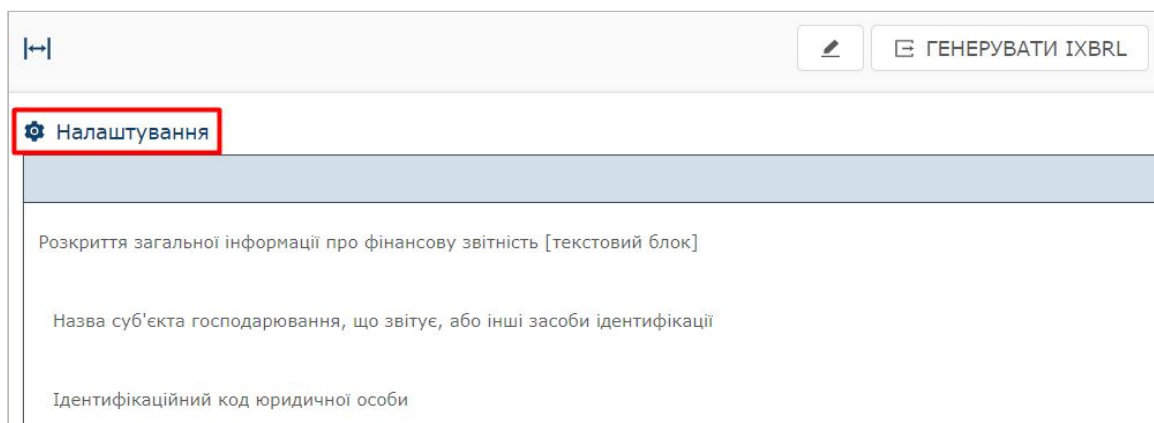 ГЕНЕРУВАТИ IXBRL
Налаштування
Розкриття загальної інформації про фінансову звітність [текстовий блок]
Назва суб'єкта господарювання, що звітує, або інші засоби ідентифікації
Ідентифікаційний код юридичної особи